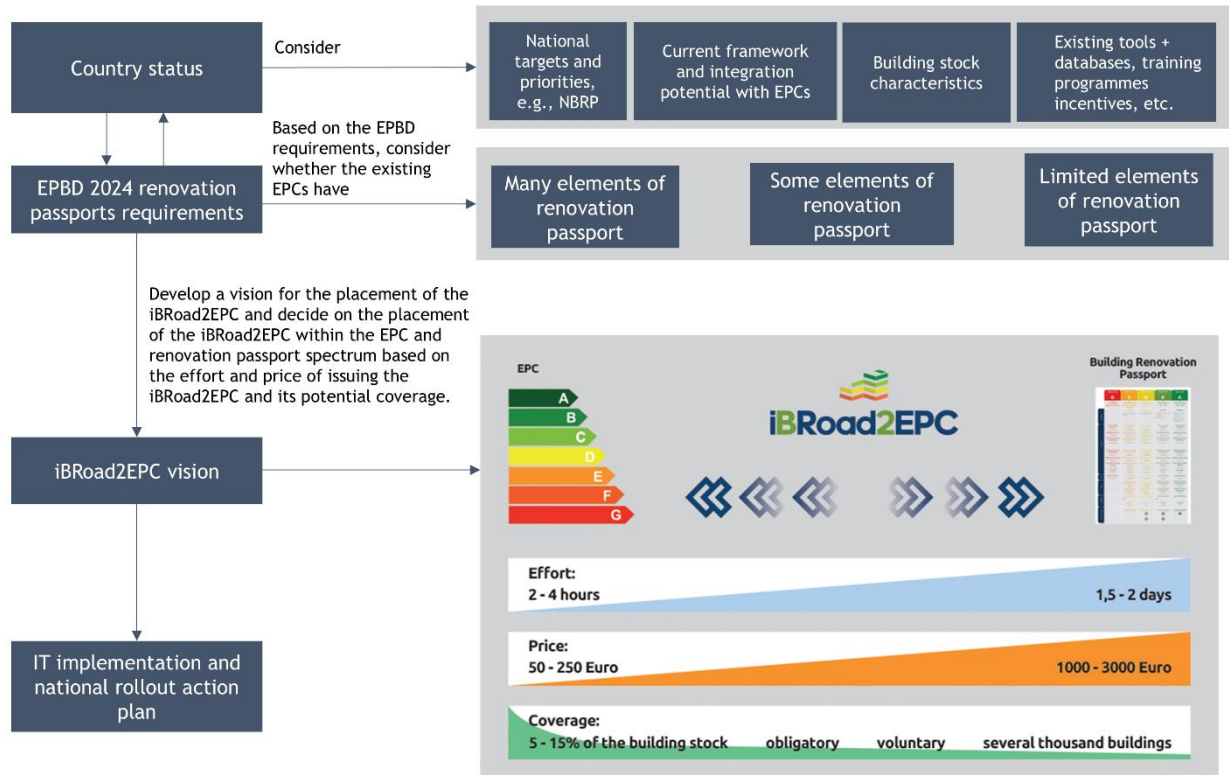 Country status
Consider
National
targets and
priorities,
e.g., NBRP
Current framework
and integration
potential with EPCs
Building stock
characteristics
Existing tools +
databases, training
programmes
incentives, etc.
Based on the EPBD
requirements, consider
whether the existing
EPCs have
EPBD 2024 renovation
passports requirements
Many elements of
renovation
passport
Some elements of
renovation
passport
Limited elements
of renovation
passport
Develop a vision for the placement of the
iBRoad2EPC and decide on the placement
of the iBRoad2EPC within the EPC and
renovation passport spectrum based on
the effort and price of issuing the
iBRoad2EPC and its potential coverage.
iBRoad2EPC vision
EPC
A
B
C
D
E
F
G
iBRoad2EPC
Building Renovation
Passport
Effort:
2 - 4 hours
1,5 - 2 days
Price:
50 - 250 Euro
1000 - 3000 Euro
Coverage:
5 - 15% of the building stock obligatory voluntary several thousand buildings
IT implementation and
national rollout action
plan